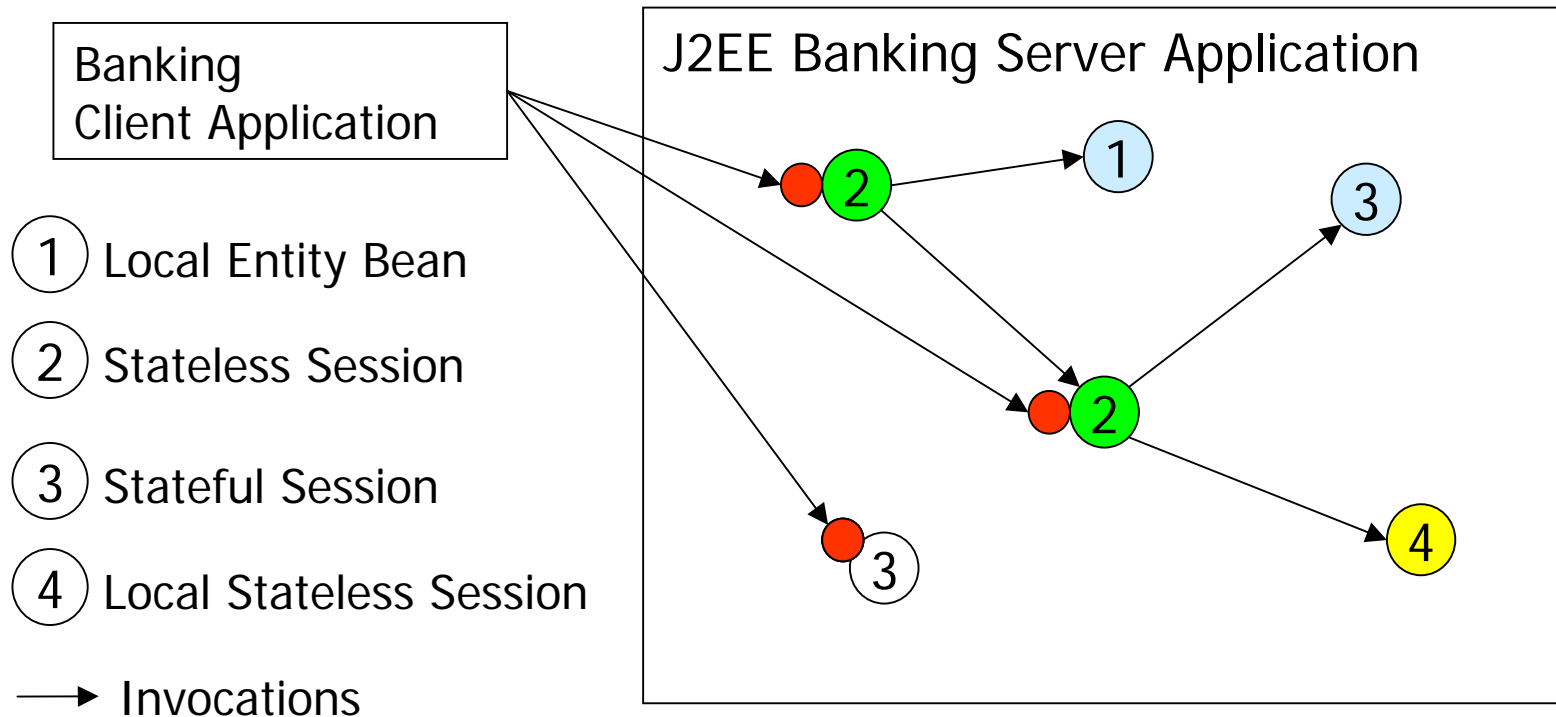 Banking
Client Application
J2EE Banking Server Application
1
2
3
1 Local Entity Bean
2 Stateless Session
2
3 Stateful Session
3
4
4 Local Stateless Session
Invocations